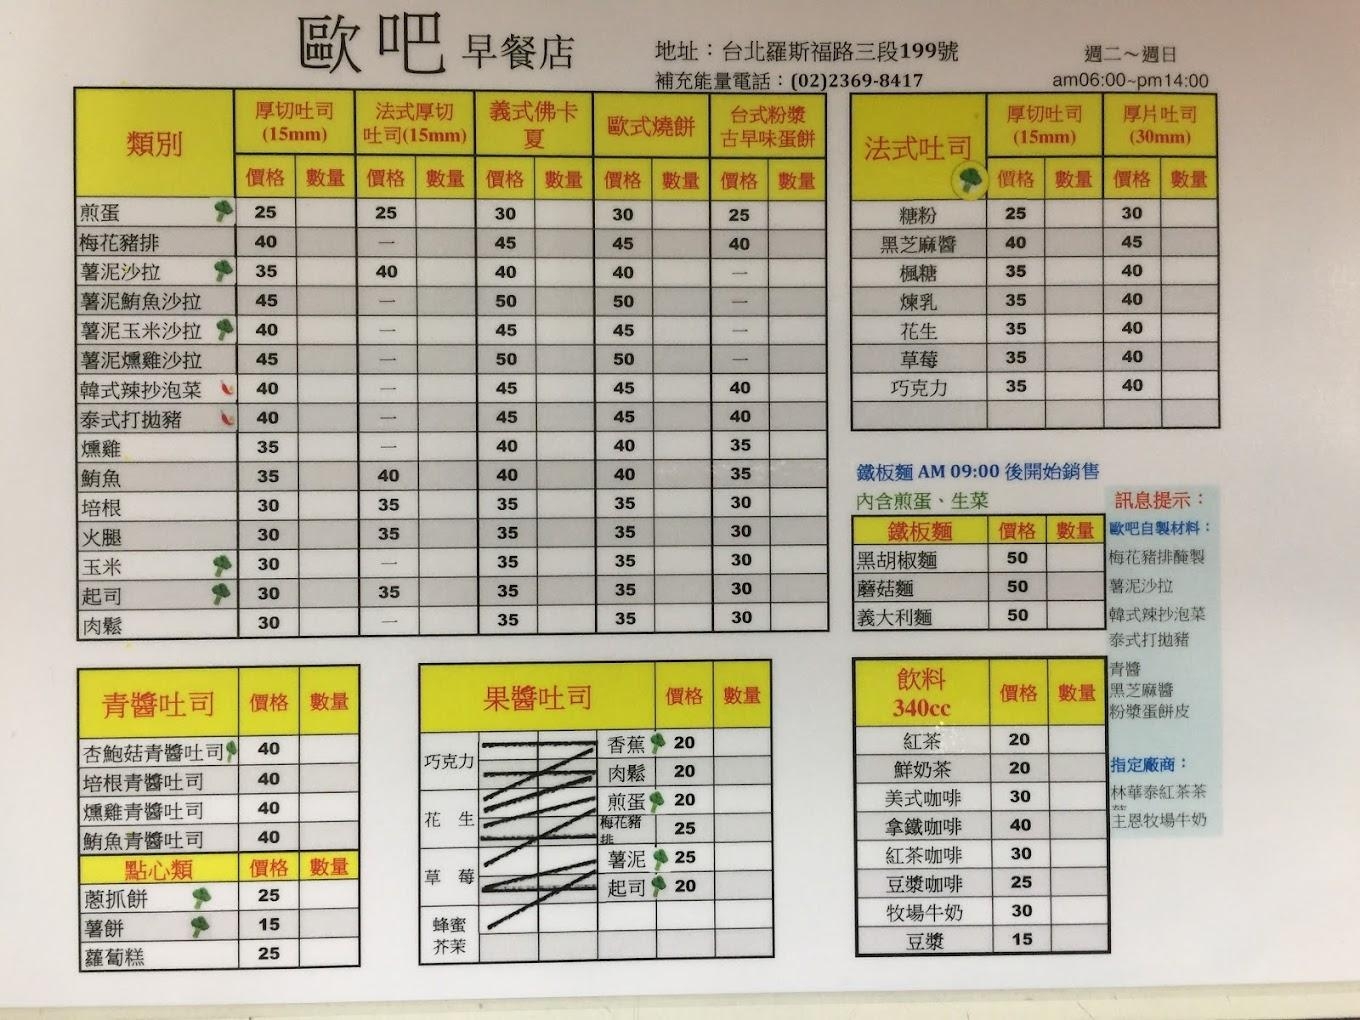 歐吧 早餐店
地址：台北羅斯福路三段199號
補充能量電話：(02)2369-8417
週二～週日
am06:00~pm14:00
類別 厚切吐司(15mm) 法式厚切吐司(15mm) 義式佛卡夏 歐式燒餅 台式粉漿古早味蛋餅
價格 數量 價格 數量 價格 數量 價格 數量 價格 數量
煎蛋 25 25 30 30 25
梅花豬排 40 — 45 45 40
薯泥沙拉 35 40 40 40 —
薯泥鮪魚沙拉 45 — 50 50 —
薯泥玉米沙拉 40 — 45 45 —
薯泥燻雞沙拉 45 — 50 50 —
韓式辣抄泡菜 40 — 45 45 40
泰式打拋豬 40 — 45 45 40
燻雞 35 — 40 40 35
鮪魚 35 40 40 40 35
培根 30 35 35 35 30
火腿 30 35 35 35 30
玉米 30 — 35 35 30
起司 30 35 35 35 30
肉鬆 30 — 35 35 30
法式吐司 厚切吐司(15mm) 厚片吐司(30mm)
價格 數量 價格 數量
糖粉 25 30
黑芝麻醬 40 45
楓糖 35 40
煉乳 35 40
花生 35 40
草莓 35 40
巧克力 35 40
鐵板麵 AM 09:00 後開始銷售
內含煎蛋、生菜
鐵板麵 價格 數量
黑胡椒麵 50
蘑菇麵 50
義大利麵 50
訊息提示：
歐吧自製材料：
梅花豬排醃製
薯泥沙拉
韓式辣抄泡菜
泰式打拋豬
青醬
黑芝麻醬
粉漿蛋餅皮
指定廠商：
林華泰紅茶茶
主恩牧場牛奶
青醬吐司 價格 數量
杏鮑菇青醬吐司 40
培根青醬吐司 40
燻雞青醬吐司 40
鮪魚青醬吐司 40
點心類 價格 數量
蔥抓餅 25
薯餅 15
蘿蔔糕 25
果醬吐司 價格 數量
巧克力
花 生
草 莓
蜂蜜
芥茉
香蕉 20
肉鬆 20
煎蛋 20
梅花豬排 25
薯泥 25
起司 20
飲料 340cc 價格 數量
紅茶 20
鮮奶茶 20
美式咖啡 30
拿鐵咖啡 40
紅茶咖啡 30
豆漿咖啡 25
牧場牛奶 30
豆漿 15